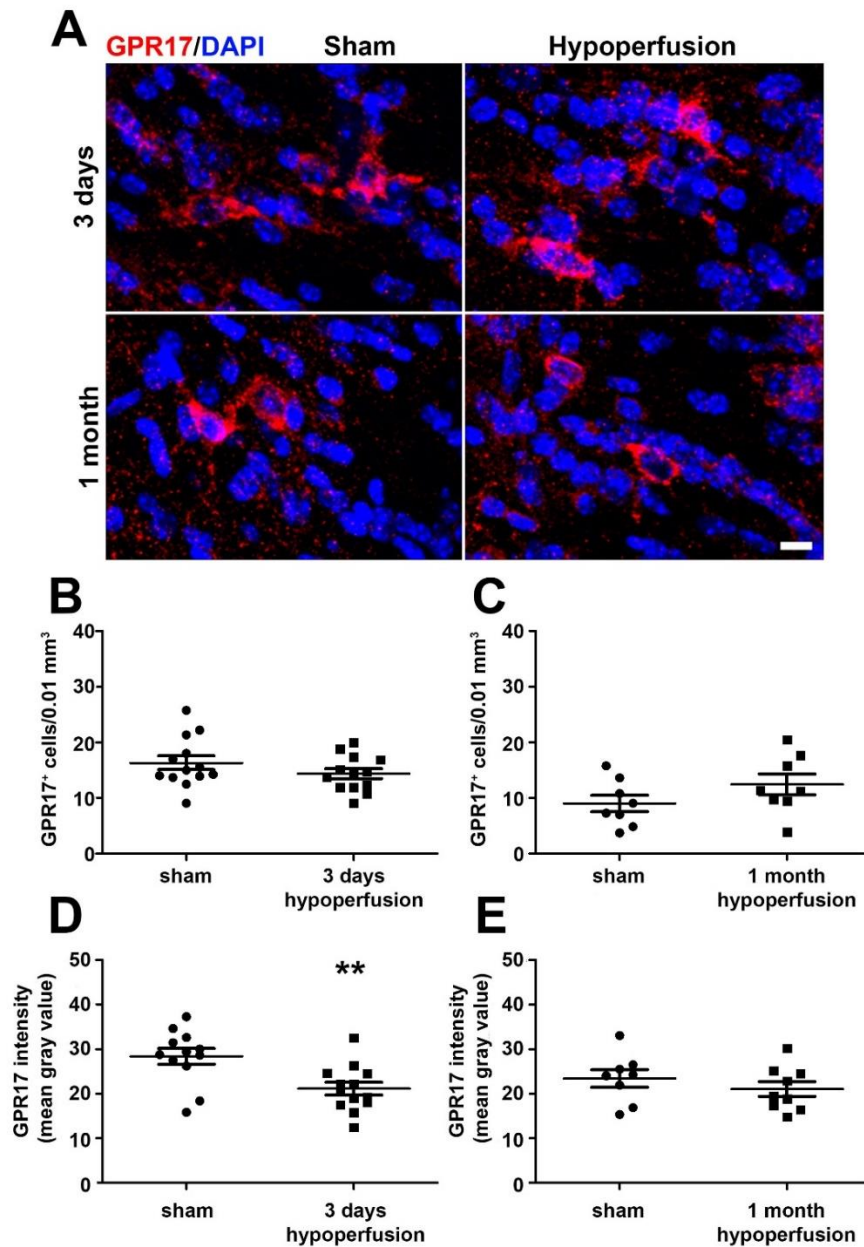 A GPR17/DAPI Sham Hypoperfusion
3 days
1 month
B
GPR17⁺ cells/0.01 mm³
40
30
20
10
0
sham
3 days
hypoperfusion
C
GPR17⁺ cells/0.01 mm³
40
30
20
10
0
sham
1 month
hypoperfusion
D
GPR17 intensity
(mean gray value)
50
40
30
20
10
0
**
sham
3 days
hypoperfusion
E
GPR17 intensity
(mean gray value)
50
40
30
20
10
0
sham
1 month
hypoperfusion